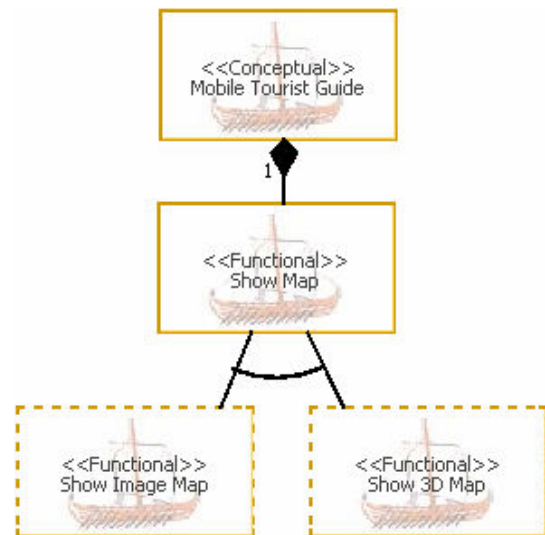 <<Conceptual>>
Mobile Tourist Guide
1
<<Functional>>
Show Map
<<Functional>>
Show Image Map
<<Functional>>
Show 3D Map